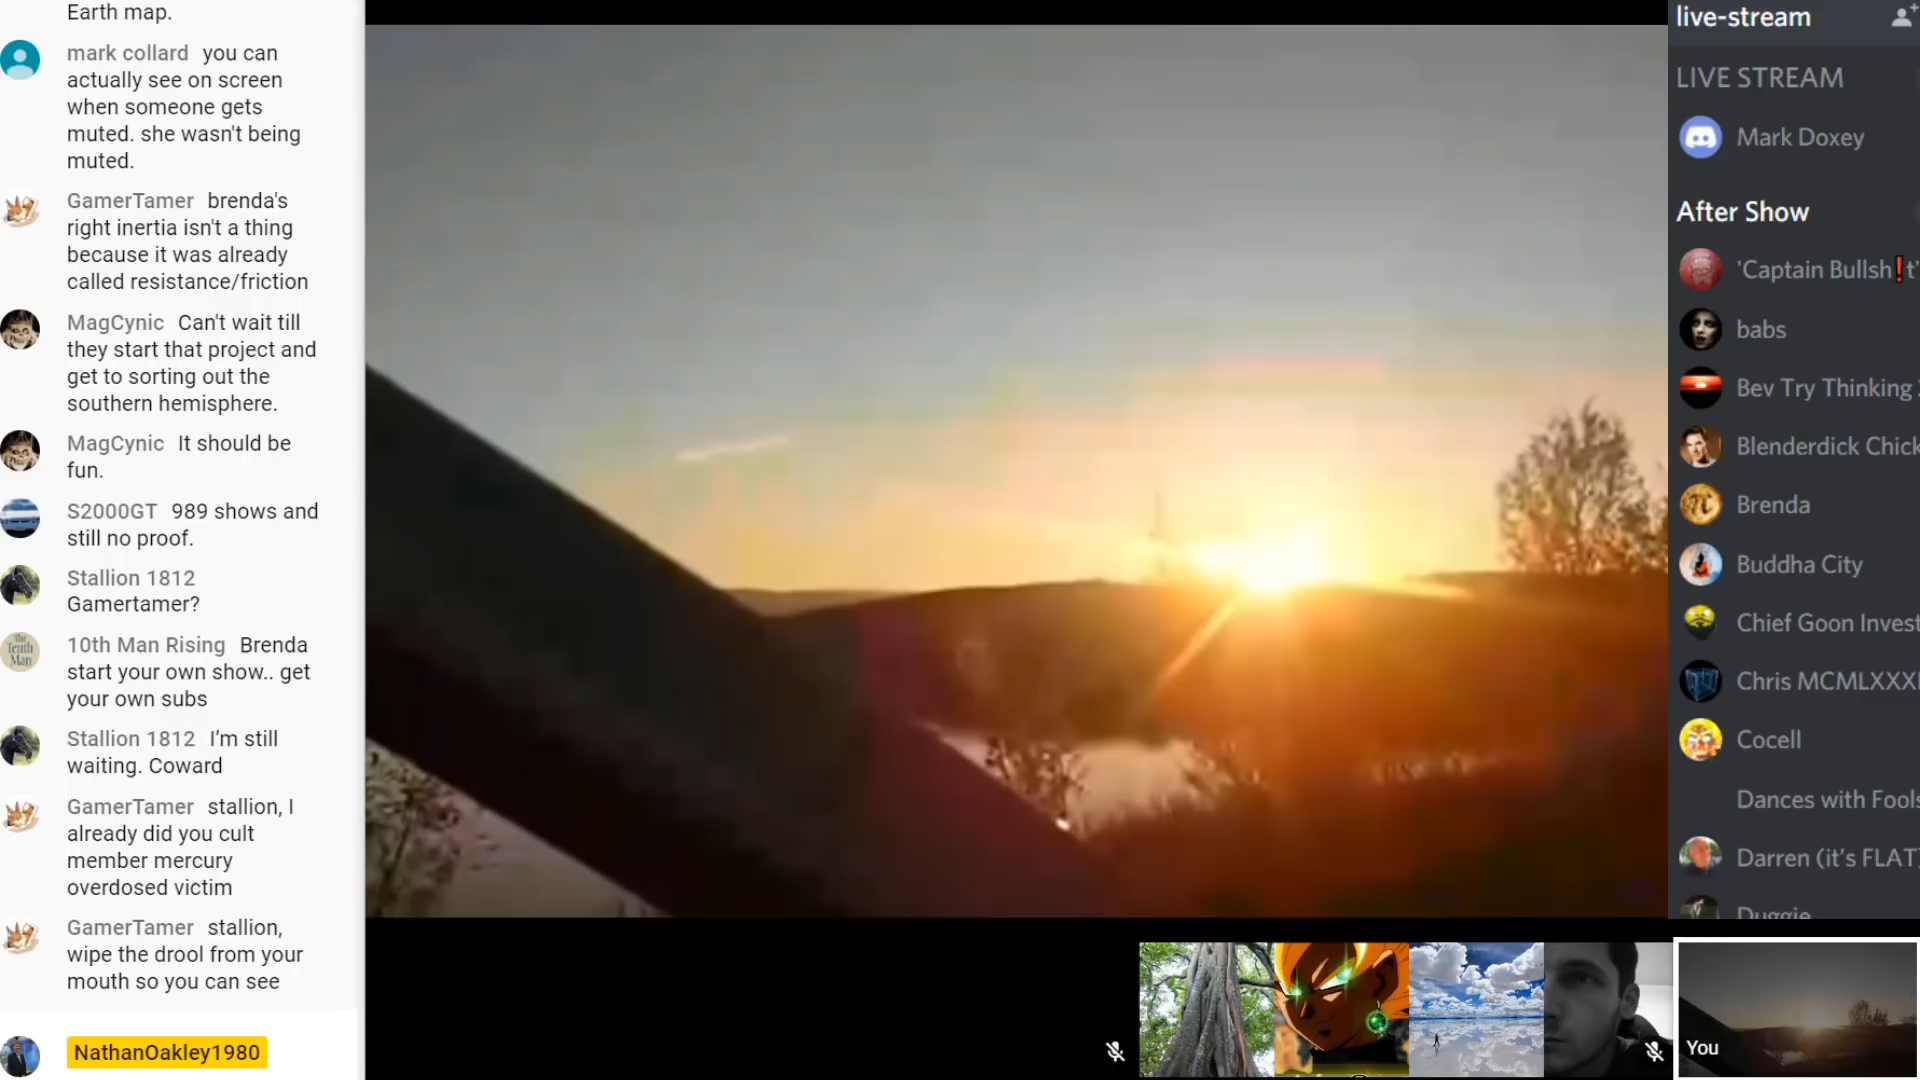 Earth map.
mark collard you can
actually see on screen
when someone gets
muted. she wasn't being
muted.
GamerTamer brenda's
right inertia isn't a thing
because it was already
called resistance/friction
MagCynic Can't wait till
they start that project and
get to sorting out the
southern hemisphere.
MagCynic It should be
fun.
S2000GT 989 shows and
still no proof.
Stallion 1812
Gamertamer?
The
Tenth
Man
10th Man Rising Brenda
start your own show.. get
your own subs
Stallion 1812 I’m still
waiting. Coward
GamerTamer stallion, I
already did you cult
member mercury
overdosed victim
GamerTamer stallion,
wipe the drool from your
mouth so you can see
NathanOakley1980
live-stream
LIVE STREAM
Mark Doxey
After Show
'Captain Bullsh❗t'
babs
Bev Try Thinking
Blenderdick Chick
Brenda
Buddha City
Chief Goon Invest
Chris MCMLXXX
Cocell
Dances with Fools
Darren (it's FLAT)
Duggie
You